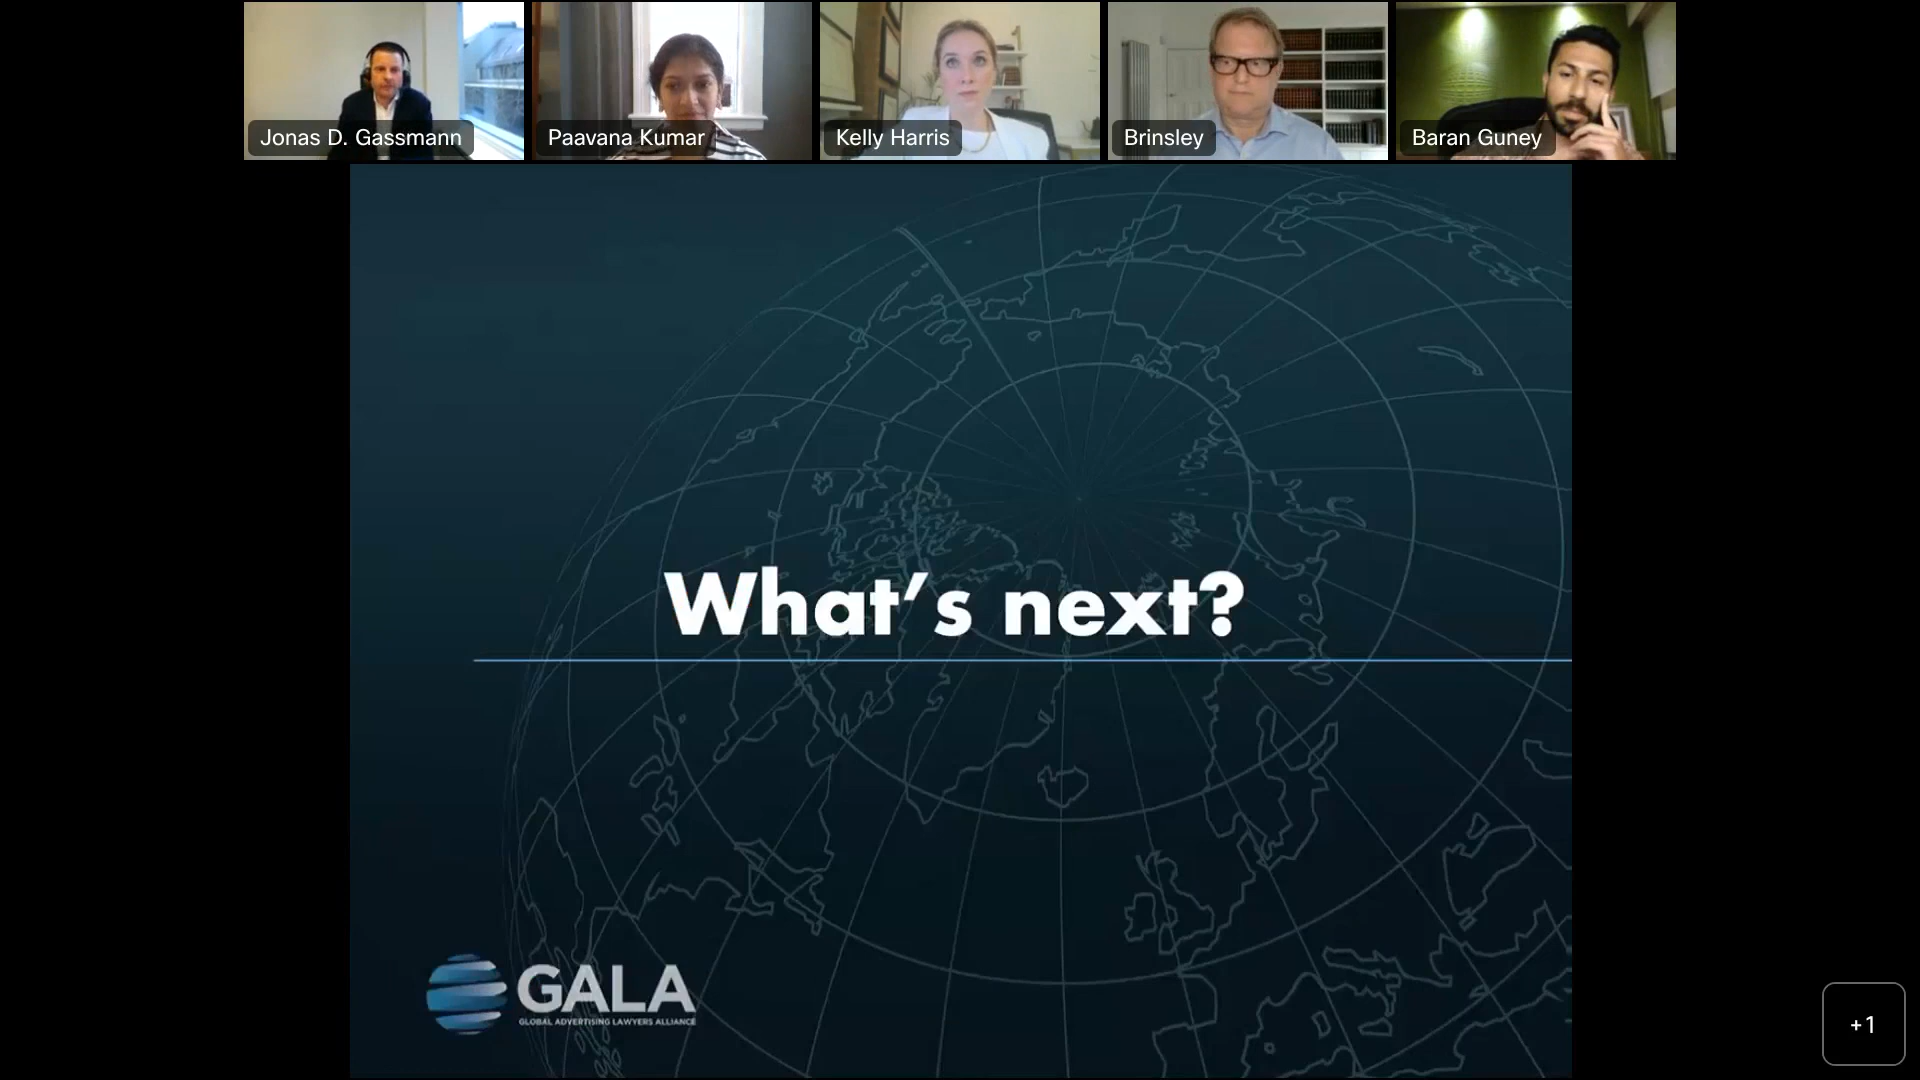 Jonas D. Gassmann
Paavana Kumar
Kelly Harris
Brinsley
Baran Guney
What's next?
GALA
GLOBAL ADVERTISING LAWYERS ALLIANCE
+1